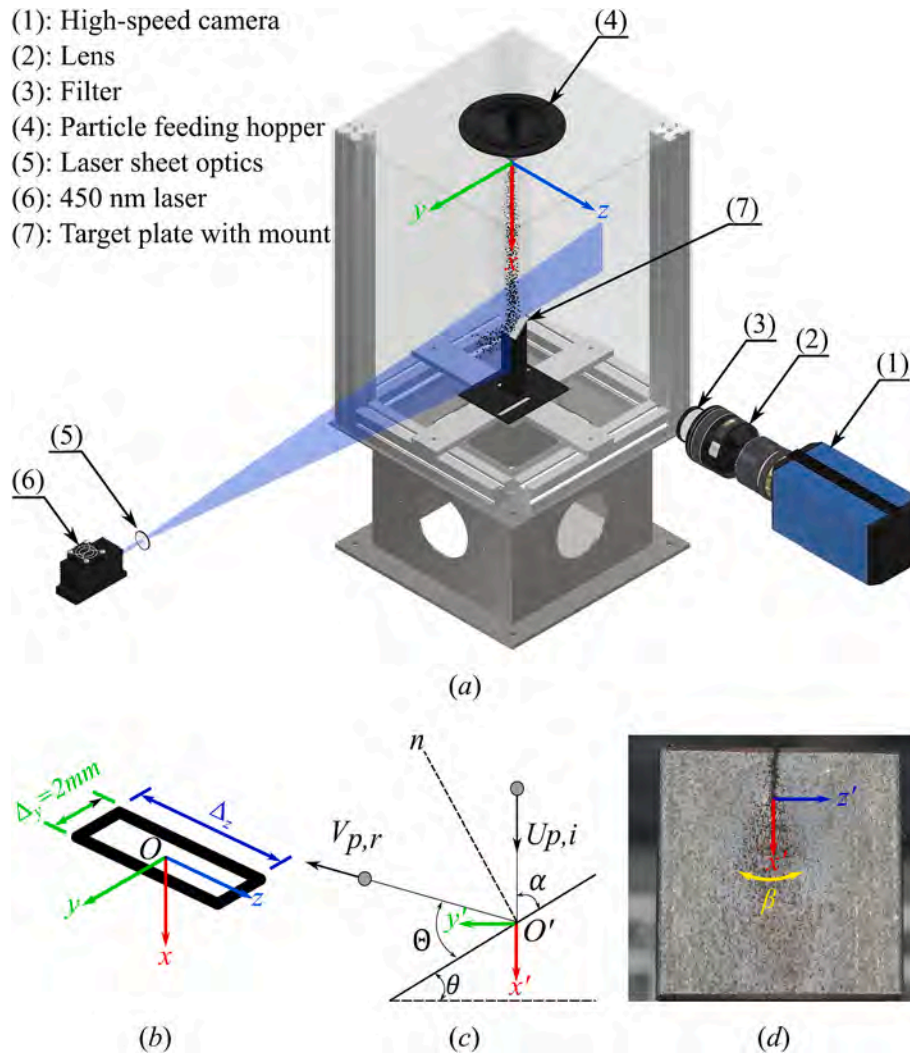 (1): High-speed camera
(2): Lens
(3): Filter
(4): Particle feeding hopper
(5): Laser sheet optics
(6): 450 nm laser
(7): Target plate with mount
(4)
y
z
x
(7)
(3)
(2)
(1)
(5)
(6)
(a)
Δy=2mm
Δz
O
y
z
x
(b)
n
Vp,r
Up,i
α
y′
O′
Θ
θ
x′
(c)
z′
x′
β
(d)